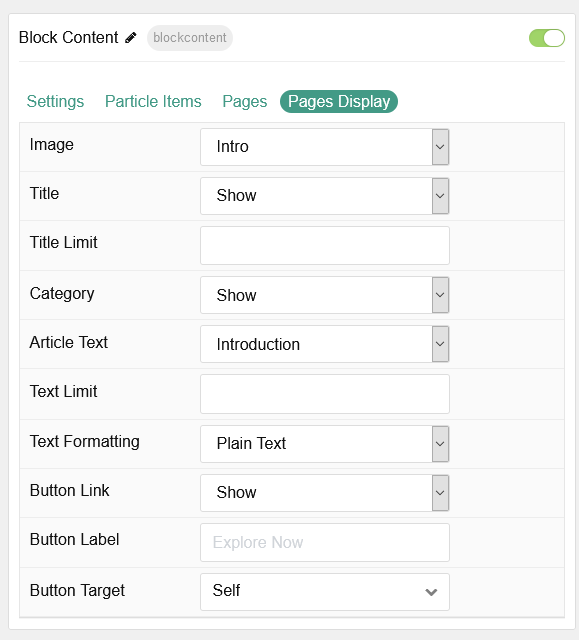 Block Content blockcontent
Settings Particle Items Pages Pages Display
Image Intro
Title Show
Title Limit
Category Show
Article Text Introduction
Text Limit
Text Formatting Plain Text
Button Link Show
Button Label Explore Now
Button Target Self